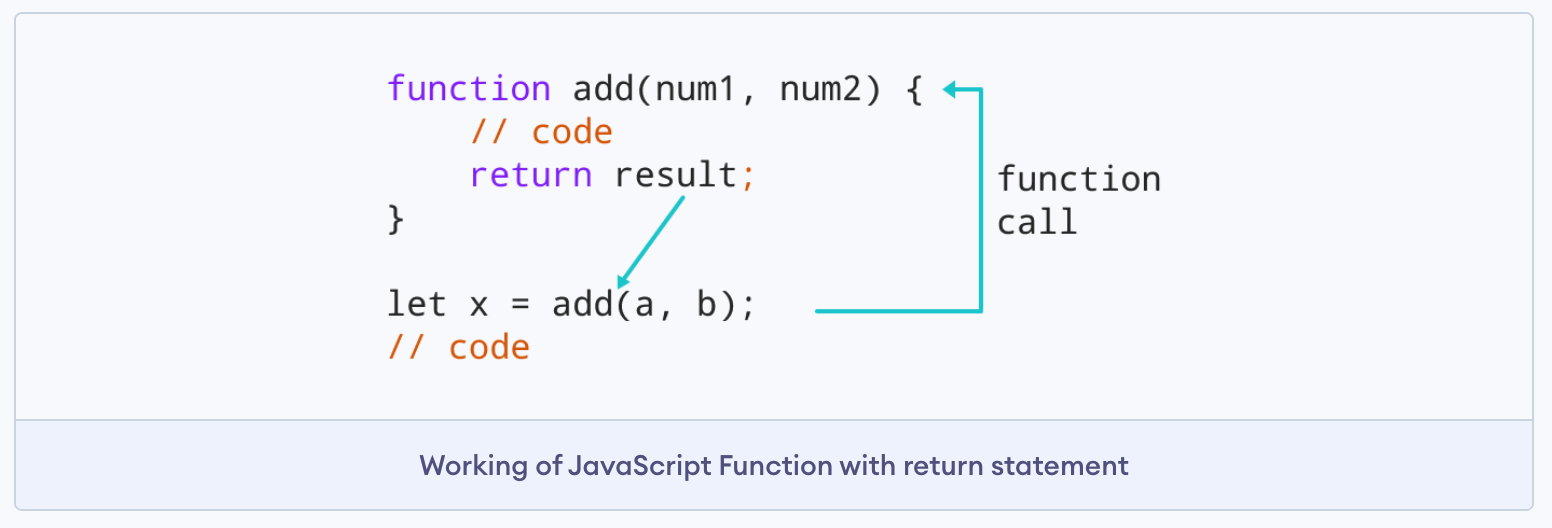 function add(num1, num2) {
    // code
    return result;
}
function
call
let x = add(a, b);
// code
Working of JavaScript Function with return statement